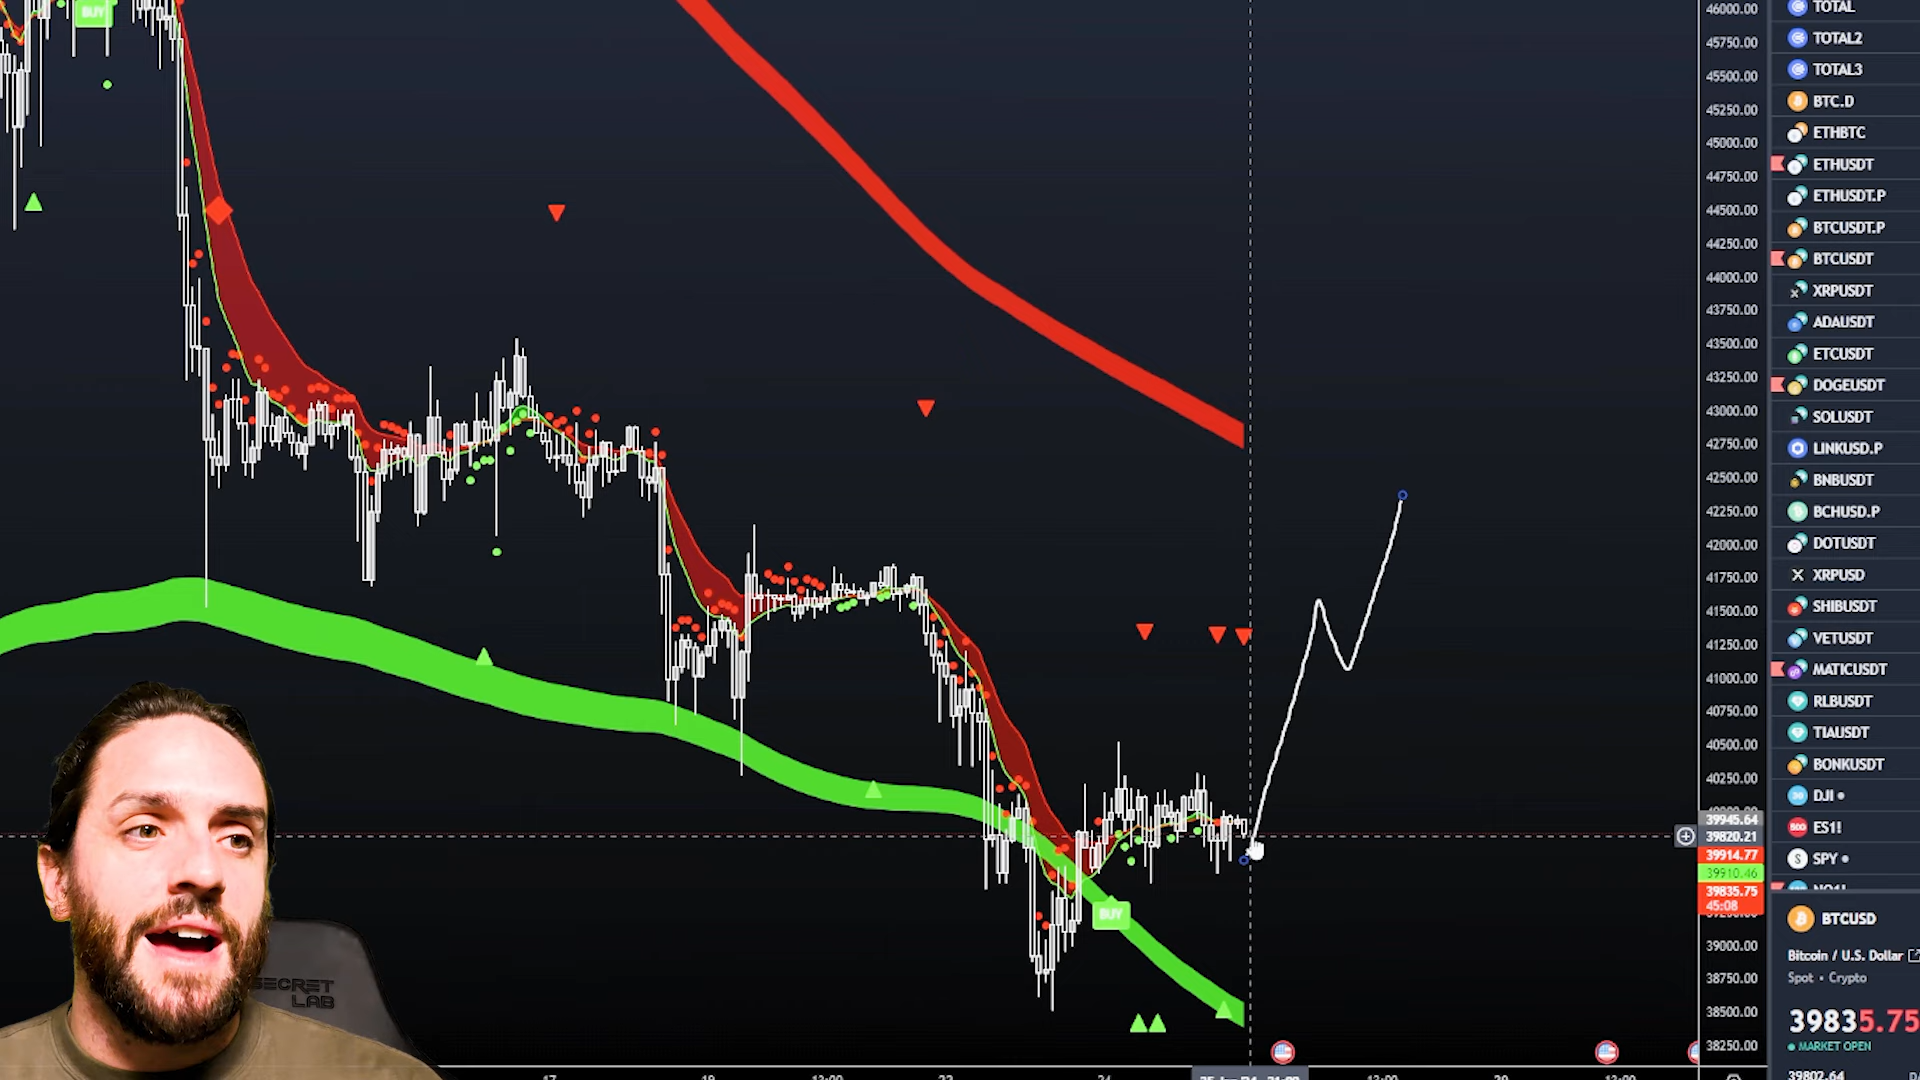 BUY
BUY
SECRET
LAB
46000.00
45750.00
45500.00
45250.00
45000.00
44750.00
44500.00
44250.00
44000.00
43750.00
43500.00
43250.00
43000.00
42750.00
42500.00
42250.00
42000.00
41750.00
41500.00
41250.00
41000.00
40750.00
40500.00
40250.00
39945.64
39820.21
39914.77
39910.46
39835.75
45:08
39000.00
38750.00
38500.00
38250.00
TOTAL
TOTAL2
TOTAL3
BTC.D
ETHBTC
ETHUSDT
ETHUSDT.P
BTCUSDT.P
BTCUSDT
XRPUSDT
ADAUSDT
ETCUSDT
DOGEUSDT
SOLUSDT
LINKUSD.P
BNBUSDT
BCHUSD.P
DOTUSDT
XRPUSD
SHIBUSDT
VETUSDT
MATICUSDT
RLBUSDT
TIAUSDT
BONKUSDT
DJI
ES1!
SPY
BTCUSD
Bitcoin / U.S. Dollar
Spot • Crypto
39835.75
MARKET OPEN
39802.64